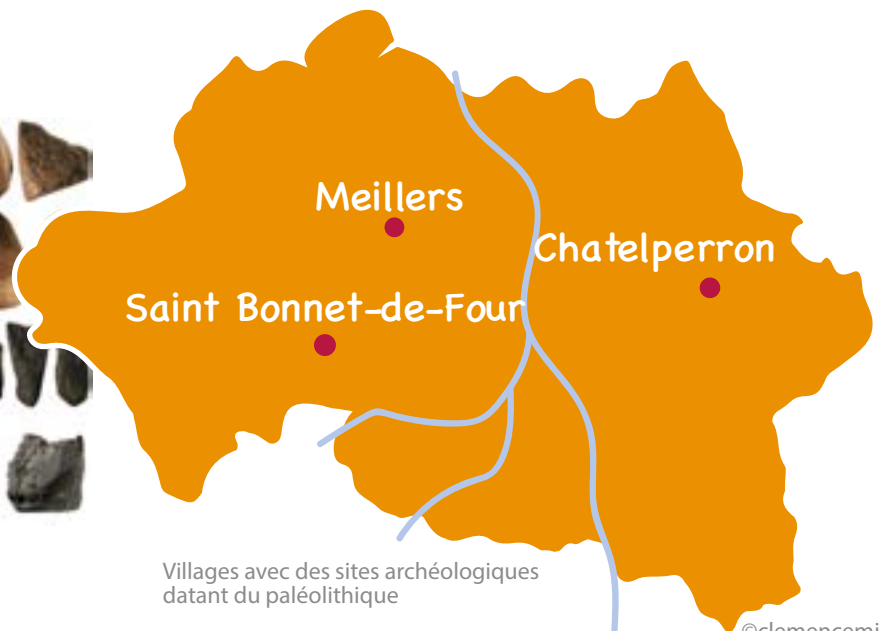 Meillers
Chatelperron
Saint Bonnet-de-Four
Villages avec des sites archéologiques
datant du paléolithique